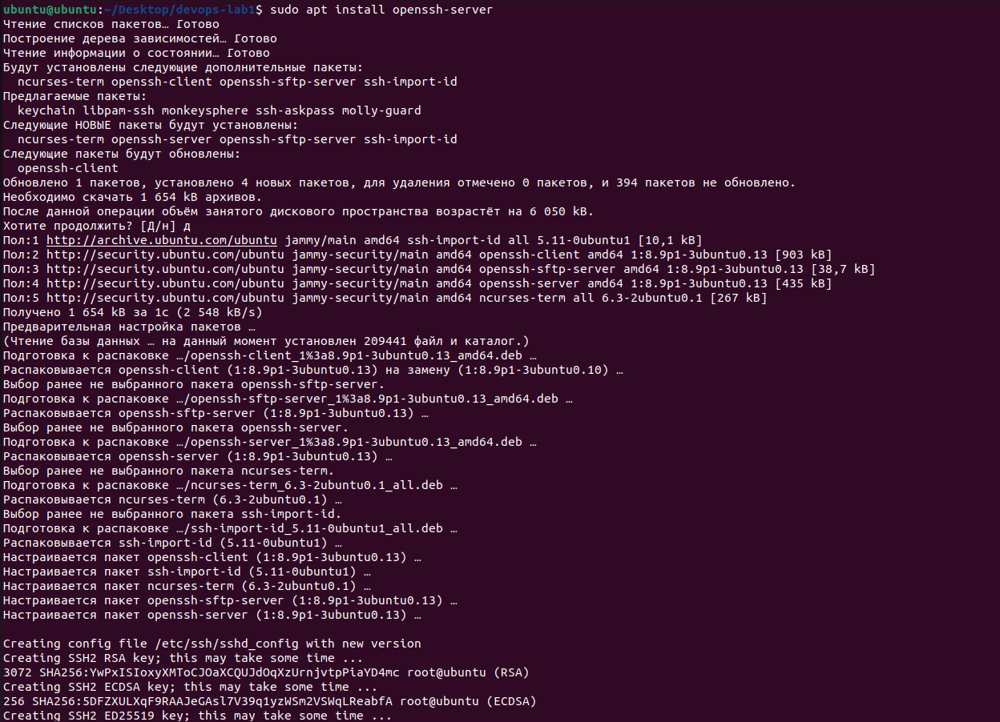 ubuntu@ubuntu:~/Desktop/devops-lab1$ sudo apt install openssh-server
Чтение списков пакетов… Готово
Построение дерева зависимостей… Готово
Чтение информации о состоянии… Готово
Будут установлены следующие дополнительные пакеты:
  ncurses-term openssh-client openssh-sftp-server ssh-import-id
Предлагаемые пакеты:
  keychain libpam-ssh monkeysphere ssh-askpass molly-guard
Следующие НОВЫЕ пакеты будут установлены:
  ncurses-term openssh-server openssh-sftp-server ssh-import-id
Следующие пакеты будут обновлены:
  openssh-client
Обновлено 1 пакетов, установлено 4 новых пакетов, для удаления отмечено 0 пакетов, и 394 пакетов не обновлено.
Необходимо скачать 1 654 kB архивов.
После данной операции объём занятого дискового пространства возрастёт на 6 050 kB.
Хотите продолжить? [Д/н] д
Пол:1 http://archive.ubuntu.com/ubuntu jammy/main amd64 ssh-import-id all 5.11-0ubuntu1 [10,1 kB]
Пол:2 http://security.ubuntu.com/ubuntu jammy-security/main amd64 openssh-client amd64 1:8.9p1-3ubuntu0.13 [903 kB]
Пол:3 http://security.ubuntu.com/ubuntu jammy-security/main amd64 openssh-sftp-server amd64 1:8.9p1-3ubuntu0.13 [38,7 kB]
Пол:4 http://security.ubuntu.com/ubuntu jammy-security/main amd64 openssh-server amd64 1:8.9p1-3ubuntu0.13 [435 kB]
Пол:5 http://security.ubuntu.com/ubuntu jammy-security/main amd64 ncurses-term all 6.3-2ubuntu0.1 [267 kB]
Получено 1 654 kB за 1с (2 548 kB/s)
Предварительная настройка пакетов …
(Чтение базы данных … на данный момент установлен 209441 файл и каталог.)
Подготовка к распаковке …/openssh-client_1%3a8.9p1-3ubuntu0.13_amd64.deb …
Распаковывается openssh-client (1:8.9p1-3ubuntu0.13) на замену (1:8.9p1-3ubuntu0.10) …
Выбор ранее не выбранного пакета openssh-sftp-server.
Подготовка к распаковке …/openssh-sftp-server_1%3a8.9p1-3ubuntu0.13_amd64.deb …
Распаковывается openssh-sftp-server (1:8.9p1-3ubuntu0.13) …
Выбор ранее не выбранного пакета openssh-server.
Подготовка к распаковке …/openssh-server_1%3a8.9p1-3ubuntu0.13_amd64.deb …
Распаковывается openssh-server (1:8.9p1-3ubuntu0.13) …
Выбор ранее не выбранного пакета ncurses-term.
Подготовка к распаковке …/ncurses-term_6.3-2ubuntu0.1_all.deb …
Распаковывается ncurses-term (6.3-2ubuntu0.1) …
Выбор ранее не выбранного пакета ssh-import-id.
Подготовка к распаковке …/ssh-import-id_5.11-0ubuntu1_all.deb …
Распаковывается ssh-import-id (5.11-0ubuntu1) …
Настраивается пакет openssh-client (1:8.9p1-3ubuntu0.13) …
Настраивается пакет ssh-import-id (5.11-0ubuntu1) …
Настраивается пакет ncurses-term (6.3-2ubuntu0.1) …
Настраивается пакет openssh-sftp-server (1:8.9p1-3ubuntu0.13) …
Настраивается пакет openssh-server (1:8.9p1-3ubuntu0.13) …

Creating config file /etc/ssh/sshd_config with new version
Creating SSH2 RSA key; this may take some time ...
3072 SHA256:YwPxISIoxyXMToCJOaXCQUJdOqXzUrnjvtpPiaYD4mc root@ubuntu (RSA)
Creating SSH2 ECDSA key; this may take some time ...
256 SHA256:5DFZXULXqF9RAAJeGAsl7V39q1yzWSm2VSWqLReabfA root@ubuntu (ECDSA)
Creating SSH2 ED25519 key; this may take some time ...